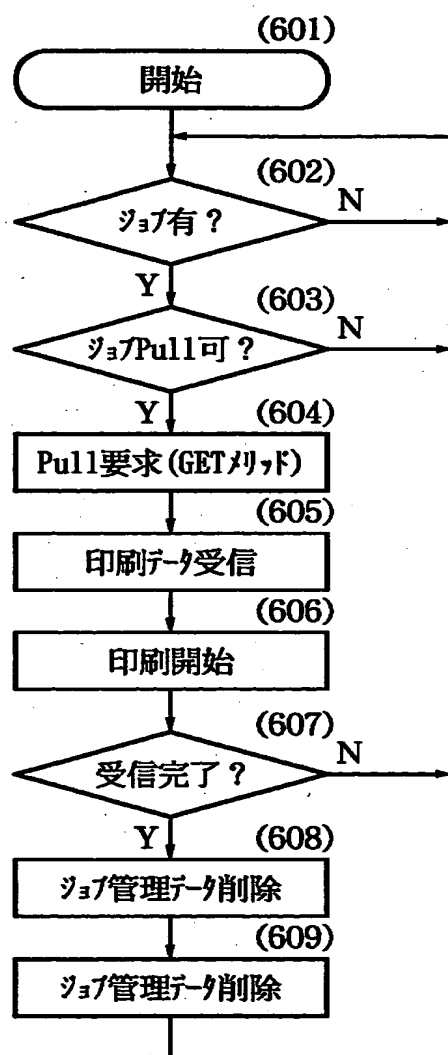 (601)
開始
(602)
ｼﾞｮﾌﾞ有？
N
Y
(603)
ｼﾞｮﾌﾞPull可？
N
Y
(604)
Pull要求(GETﾒﾘｯﾄﾞ)
(605)
印刷ﾃﾞｰﾀ受信
(606)
印刷開始
(607)
受信完了？
N
Y
(608)
ｼﾞｮﾌﾞ管理ﾃﾞｰﾀ削除
(609)
ｼﾞｮﾌﾞ管理ﾃﾞｰﾀ削除